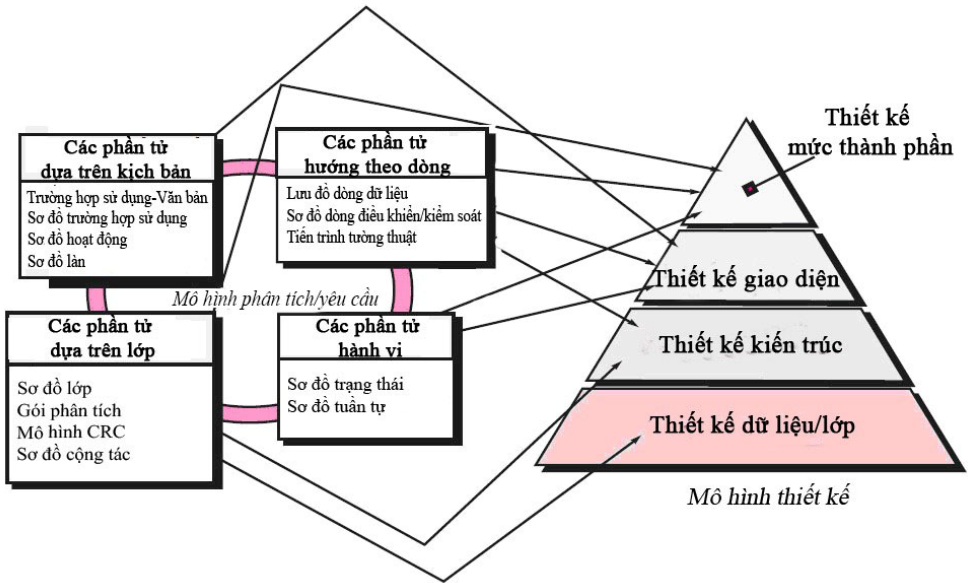 Các phần tử
dựa trên kịch bản
Trường hợp sử dụng-Văn bản
Sơ đồ trường hợp sử dụng
Sơ đồ hoạt động
Sơ đồ làn
Các phần tử
hướng theo dòng
Lưu đồ dòng dữ liệu
Sơ đồ dòng điều khiển/kiểm soát
Tiến trình tường thuật
Mô hình phân tích/yêu cầu
Các phần tử
dựa trên lớp
Sơ đồ lớp
Gói phân tích
Mô hình CRC
Sơ đồ cộng tác
Các phần tử
hành vi
Sơ đồ trạng thái
Sơ đồ tuần tự
Thiết kế
mức thành phần
Thiết kế giao diện
Thiết kế kiến trúc
Thiết kế dữ liệu/lớp
Mô hình thiết kế